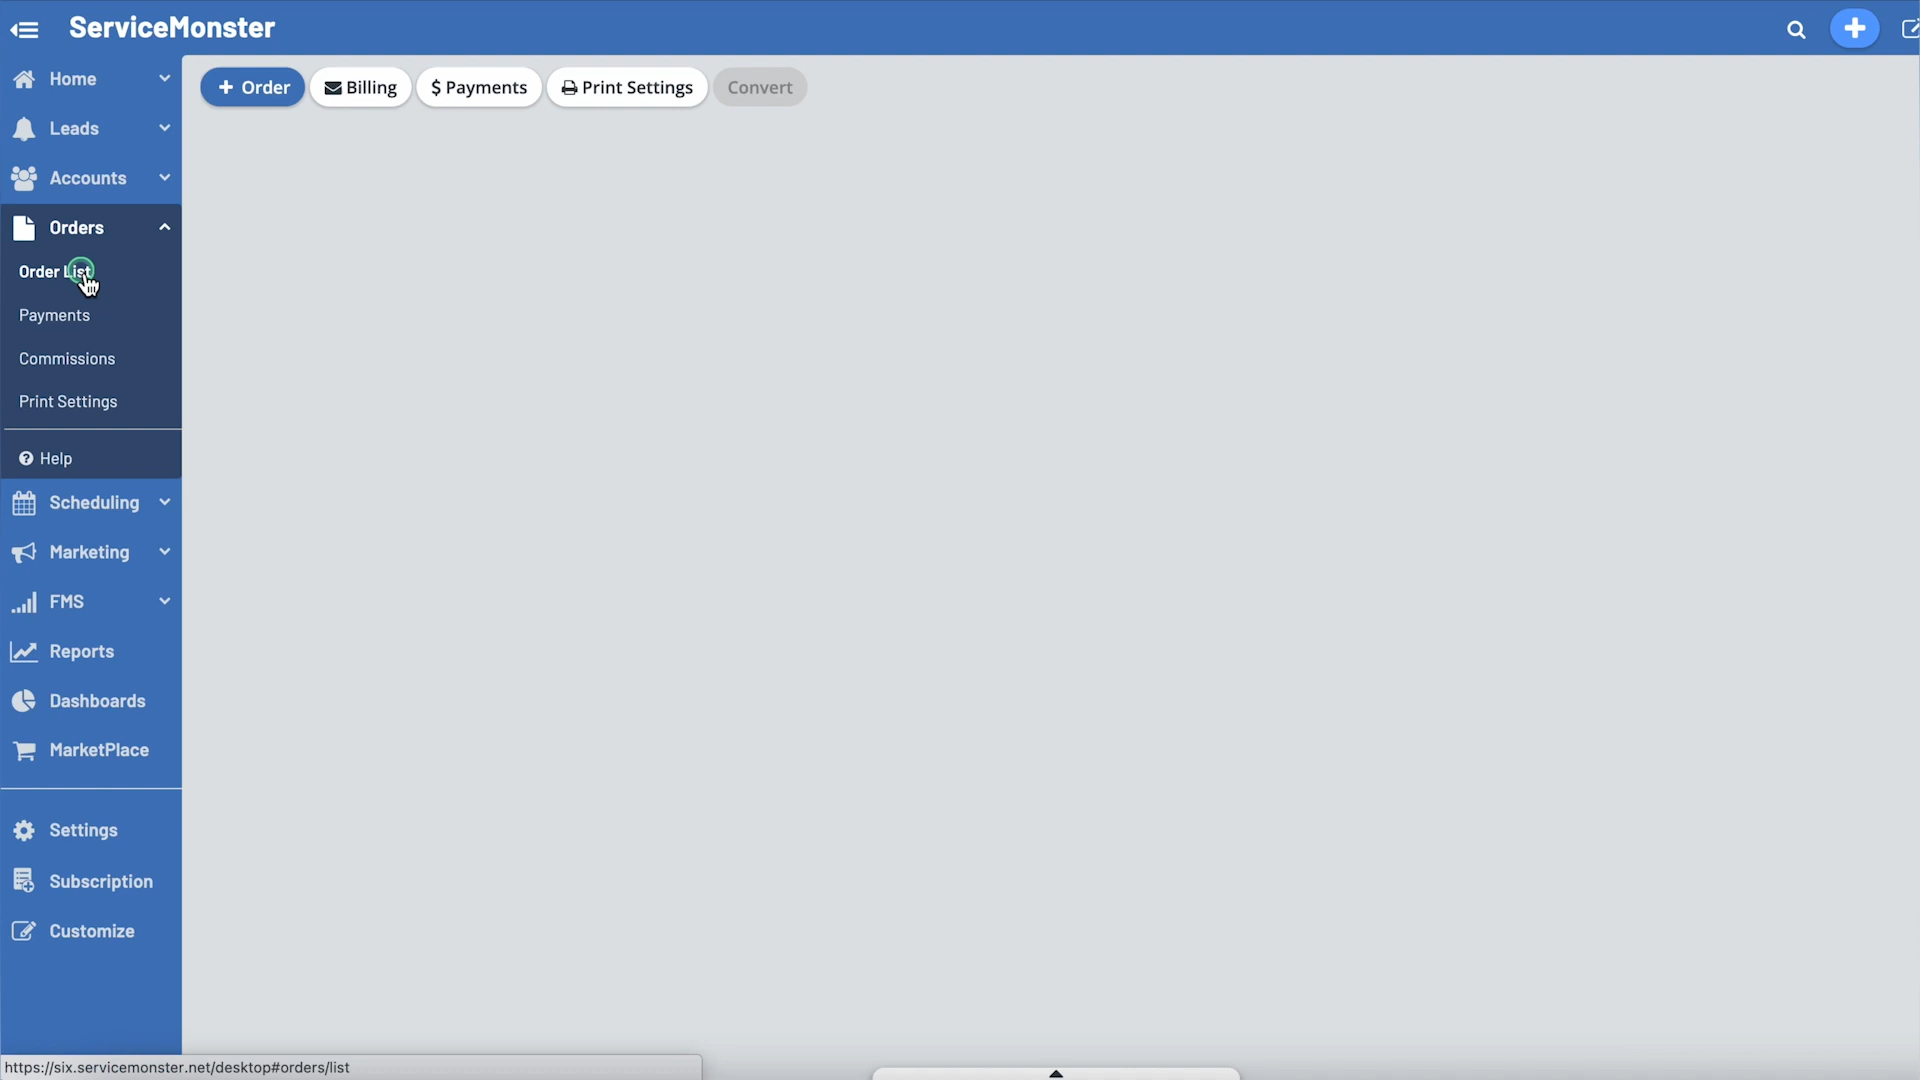 ServiceMonster
Home
Leads
Accounts
Orders
Order List
Payments
Commissions
Print Settings
Help
Scheduling
Marketing
FMS
Reports
Dashboards
MarketPlace
Settings
Subscription
Customize
+ Order
Billing
$ Payments
Print Settings
Convert
https://six.servicemonster.net/desktop#orders/list